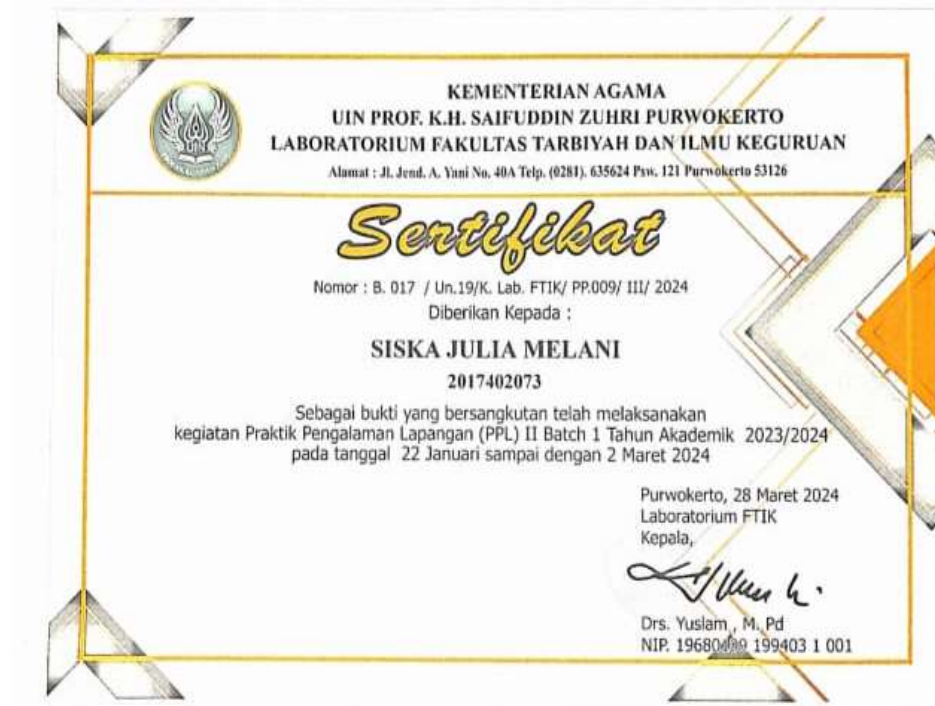 KEMENTERIAN AGAMA
UIN PROF. K.H. SAIFUDDIN ZUHRI PURWOKERTO
LABORATORIUM FAKULTAS TARBIYAH DAN ILMU KEGURUAN
Alamat : Jl. Jend. A. Yani No. 40A Telp. (0281). 635624 Psw. 121 Purwokerto 53126
Sertifikat
Nomor : B. 017 / Un.19/K. Lab. FTIK/ PP.009/ III/ 2024
Diberikan Kepada :
SISKA JULIA MELANI
2017402073
Sebagai bukti yang bersangkutan telah melaksanakan
kegiatan Praktik Pengalaman Lapangan (PPL) II Batch 1 Tahun Akademik 2023/2024
pada tanggal 22 Januari sampai dengan 2 Maret 2024
Purwokerto, 28 Maret 2024
Laboratorium FTIK
Kepala,
Drs. Yuslam , M. Pd
NIP. 199403 1 001